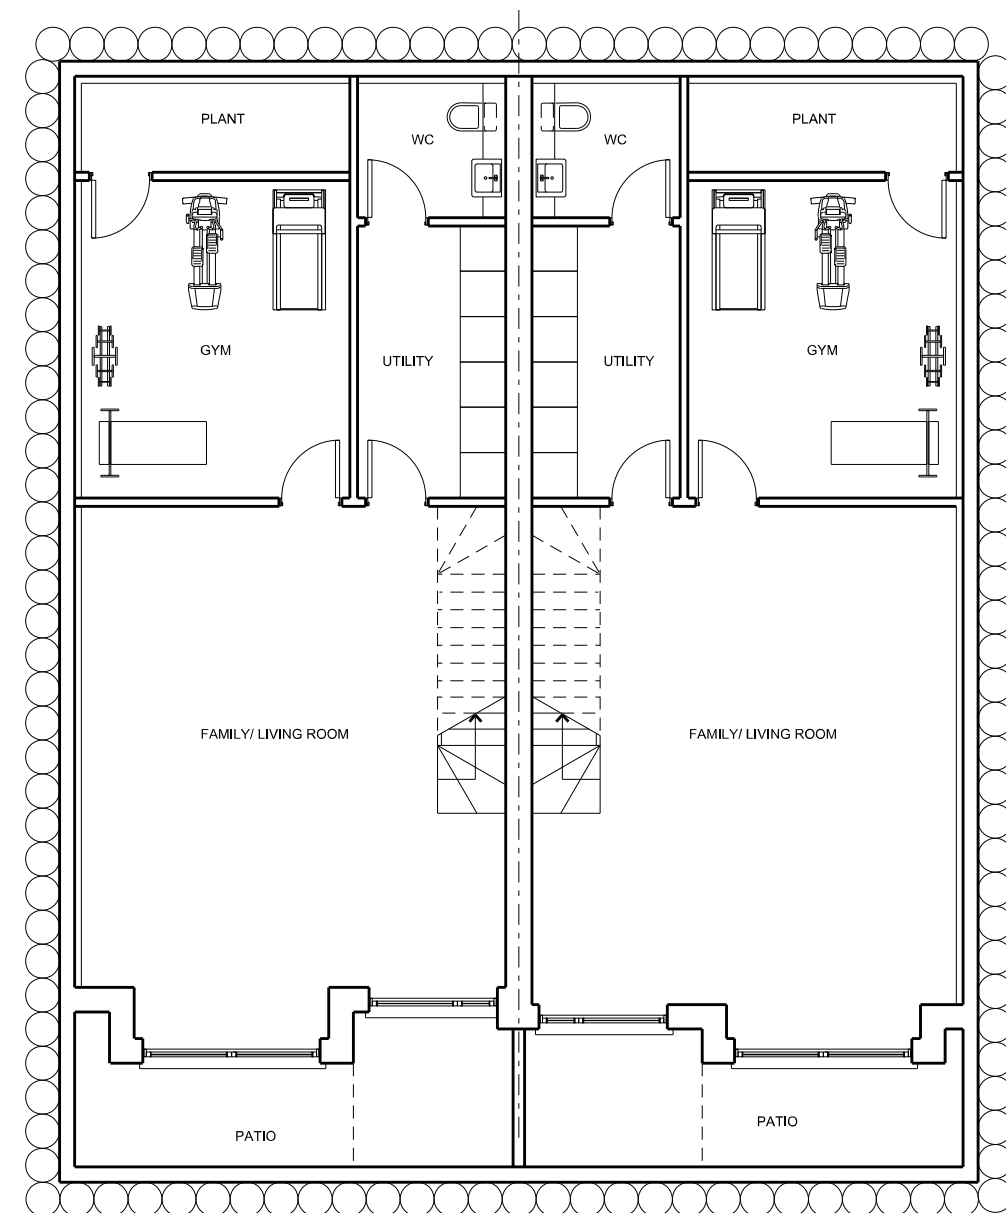 PLANT
PLANT
WC
WC
GYM
UTILITY
UTILITY
GYM
FAMILY/ LIVING ROOM
FAMILY/ LIVING ROOM
PATIO
PATIO